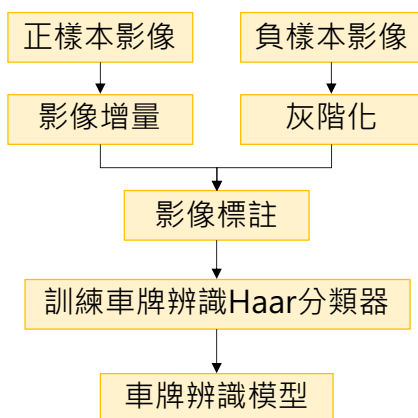 正樣本影像
負樣本影像
影像增量
灰階化
影像標註
訓練車牌辨識Haar分類器
車牌辨識模型